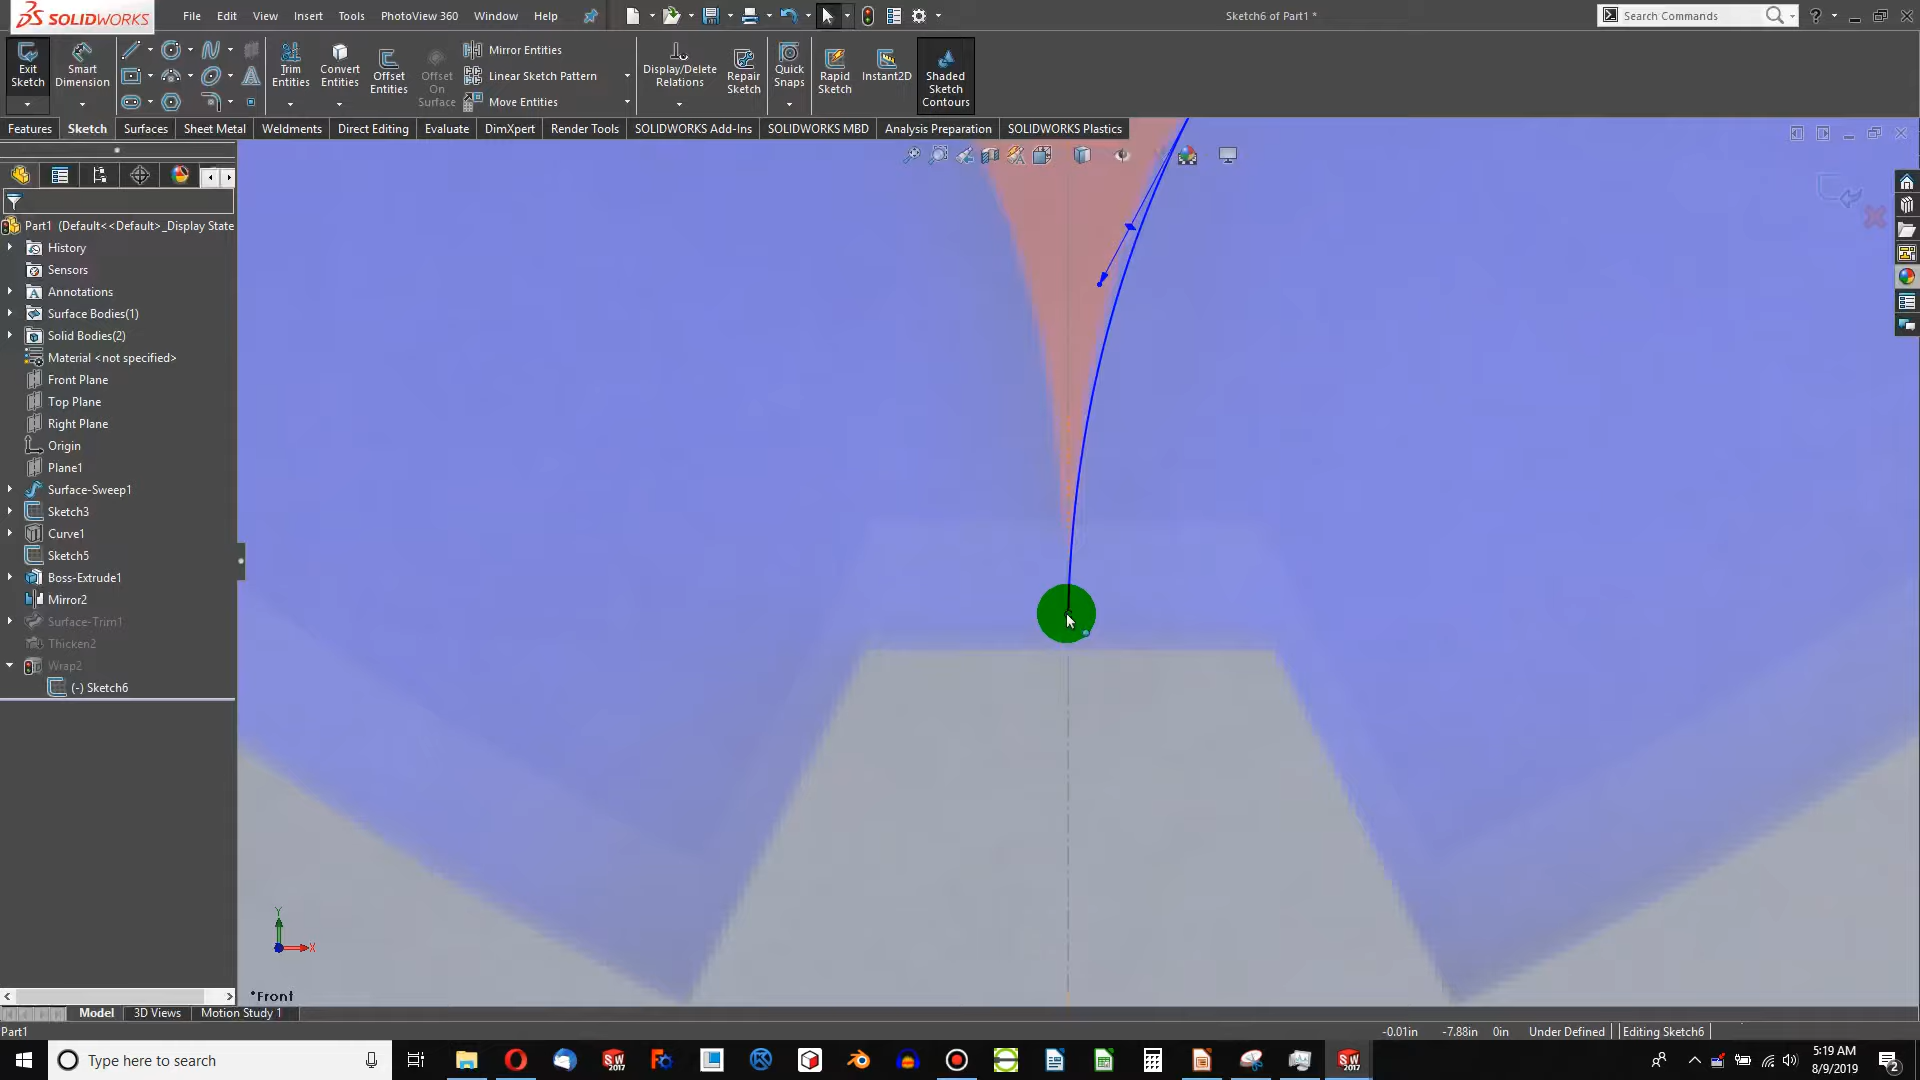 SOLIDWORKS
File Edit View Insert Tools PhotoView 360 Window Help
Sketch6 of Part1 *
Search Commands
Exit Sketch
Smart Dimension
Trim Entities
Convert Entities
Offset Entities
Offset On Surface
Mirror Entities
Linear Sketch Pattern
Move Entities
Display/Delete Relations
Repair Sketch
Quick Snaps
Rapid Sketch
Instant2D
Shaded Sketch Contours
Features Sketch Surfaces Sheet Metal Weldments Direct Editing Evaluate DimXpert Render Tools SOLIDWORKS Add-Ins SOLIDWORKS MBD Analysis Preparation SOLIDWORKS Plastics
Part1 (Default<<Default>_Display State
History
Sensors
Annotations
Surface Bodies(1)
Solid Bodies(2)
Material <not specified>
Front Plane
Top Plane
Right Plane
Origin
Plane1
Surface-Sweep1
Sketch3
Curve1
Sketch5
Boss-Extrude1
Mirror2
Surface-Trim1
Thicken2
Wrap2
(-) Sketch6
Y
X
*Front
Model 3D Views Motion Study 1
Part1
-0.01in -7.88in 0in Under Defined Editing Sketch6
Type here to search
SW 2017
SW 2017
5:19 AM
8/9/2019
2